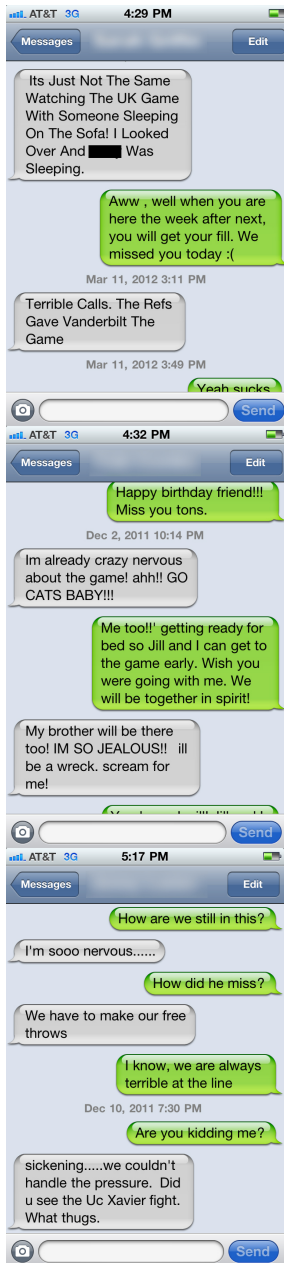 AT&T 3G 4:29 PM
Messages Edit
Its Just Not The Same
Watching The UK Game
With Someone Sleeping
On The Sofa! I Looked
Over And Was
Sleeping.
Aww , well when you are
here the week after next,
you will get your fill. We
missed you today :(
Mar 11, 2012 3:11 PM
Terrible Calls. The Refs
Gave Vanderbilt The
Game
Mar 11, 2012 3:49 PM
Yeah sucks
Send
AT&T 3G 4:32 PM
Messages Edit
Happy birthday friend!!!
Miss you tons.
Dec 2, 2011 10:14 PM
Im already crazy nervous
about the game! ahh!! GO
CATS BABY!!!
Me too!!' getting ready for
bed so Jill and I can get to
the game early. Wish you
were going with me. We
will be together in spirit!
My brother will be there
too! IM SO JEALOUS!! ill
be a wreck. scream for
me!
Send
AT&T 3G 5:17 PM
Messages Edit
How are we still in this?
I'm sooo nervous......
How did he miss?
We have to make our free
throws
I know, we are always
terrible at the line
Dec 10, 2011 7:30 PM
Are you kidding me?
sickening.....we couldn't
handle the pressure. Did
u see the Uc Xavier fight.
What thugs.
Send